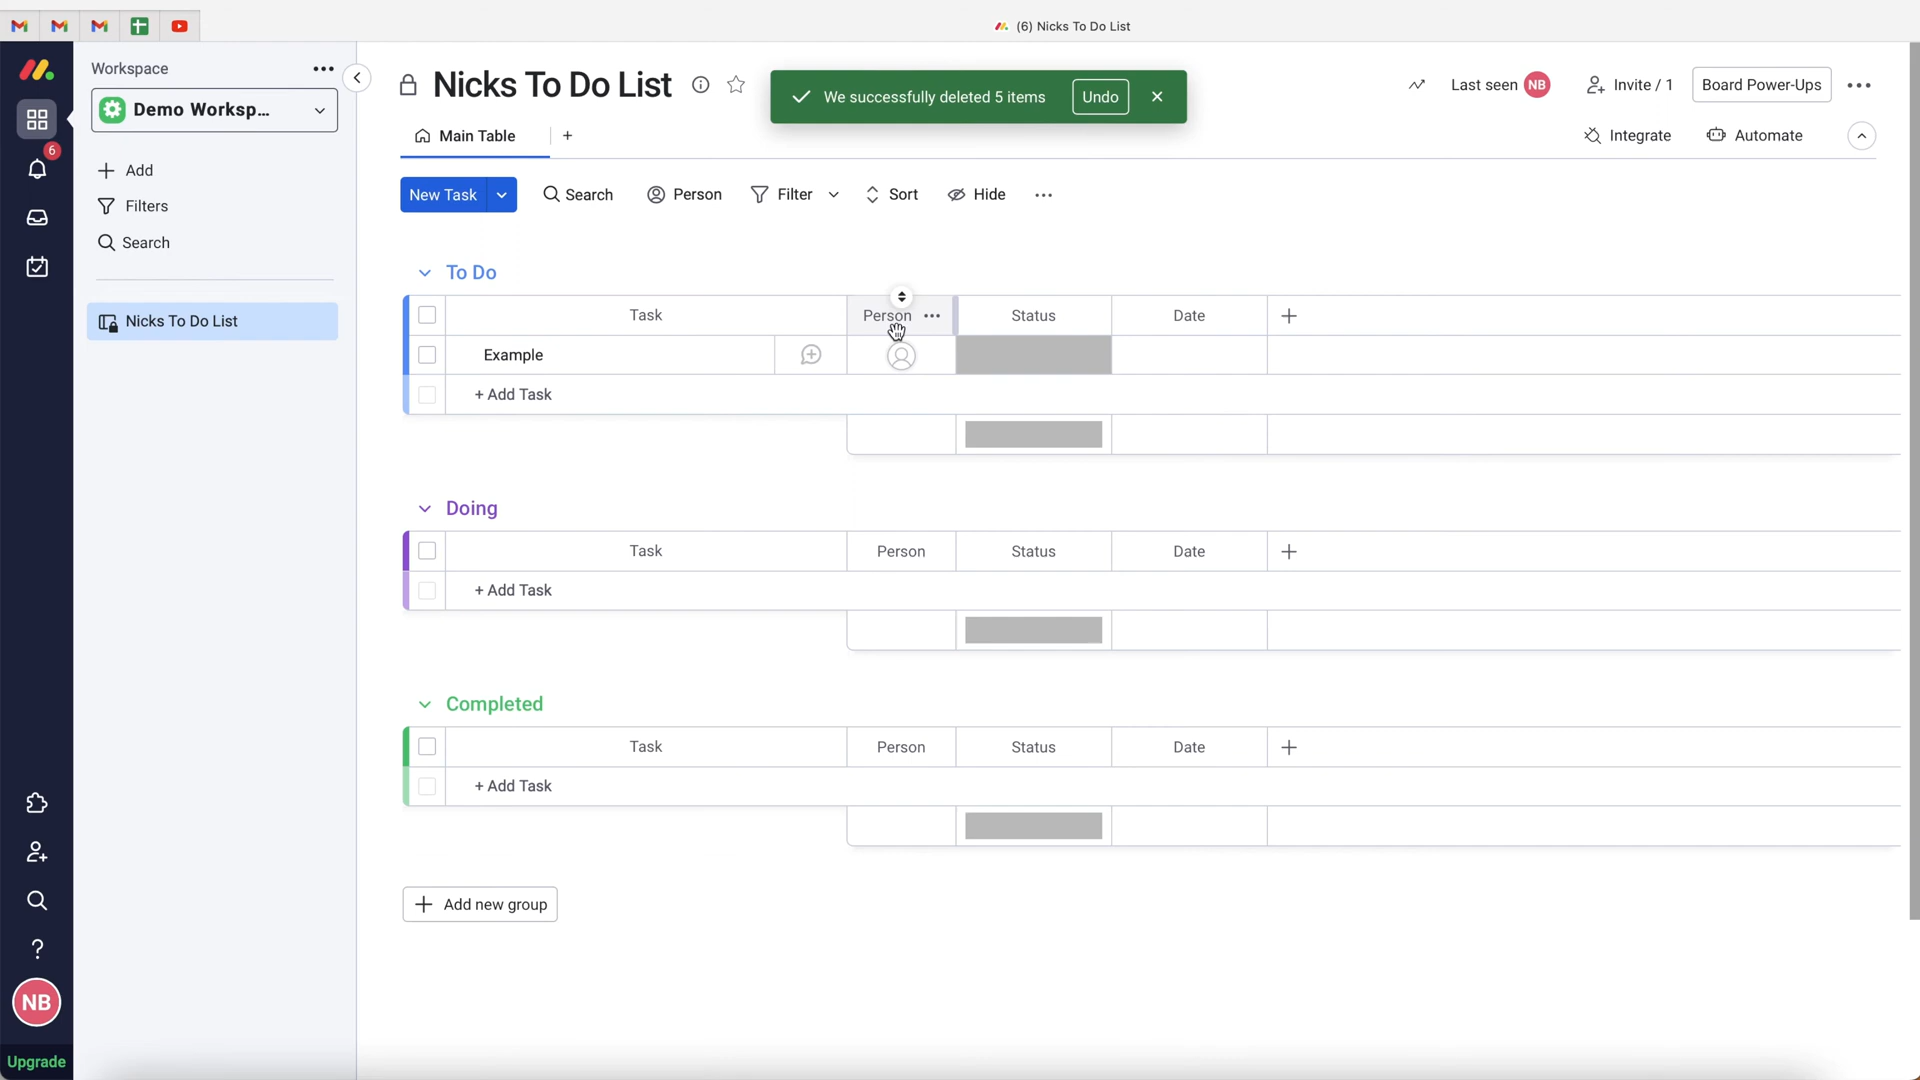 (6) Nicks To Do List
Workspace
Demo Worksp...
6
Add
Filters
Search
Nicks To Do List
NB
Upgrade
Nicks To Do List
We successfully deleted 5 items
Undo
Last seen NB
Invite / 1
Board Power-Ups
Main Table
Integrate
Automate
New Task
Search
Person
Filter
Sort
Hide
To Do
Task Person Status Date
Example
+ Add Task
Doing
Task Person Status Date
+ Add Task
Completed
Task Person Status Date
+ Add Task
Add new group